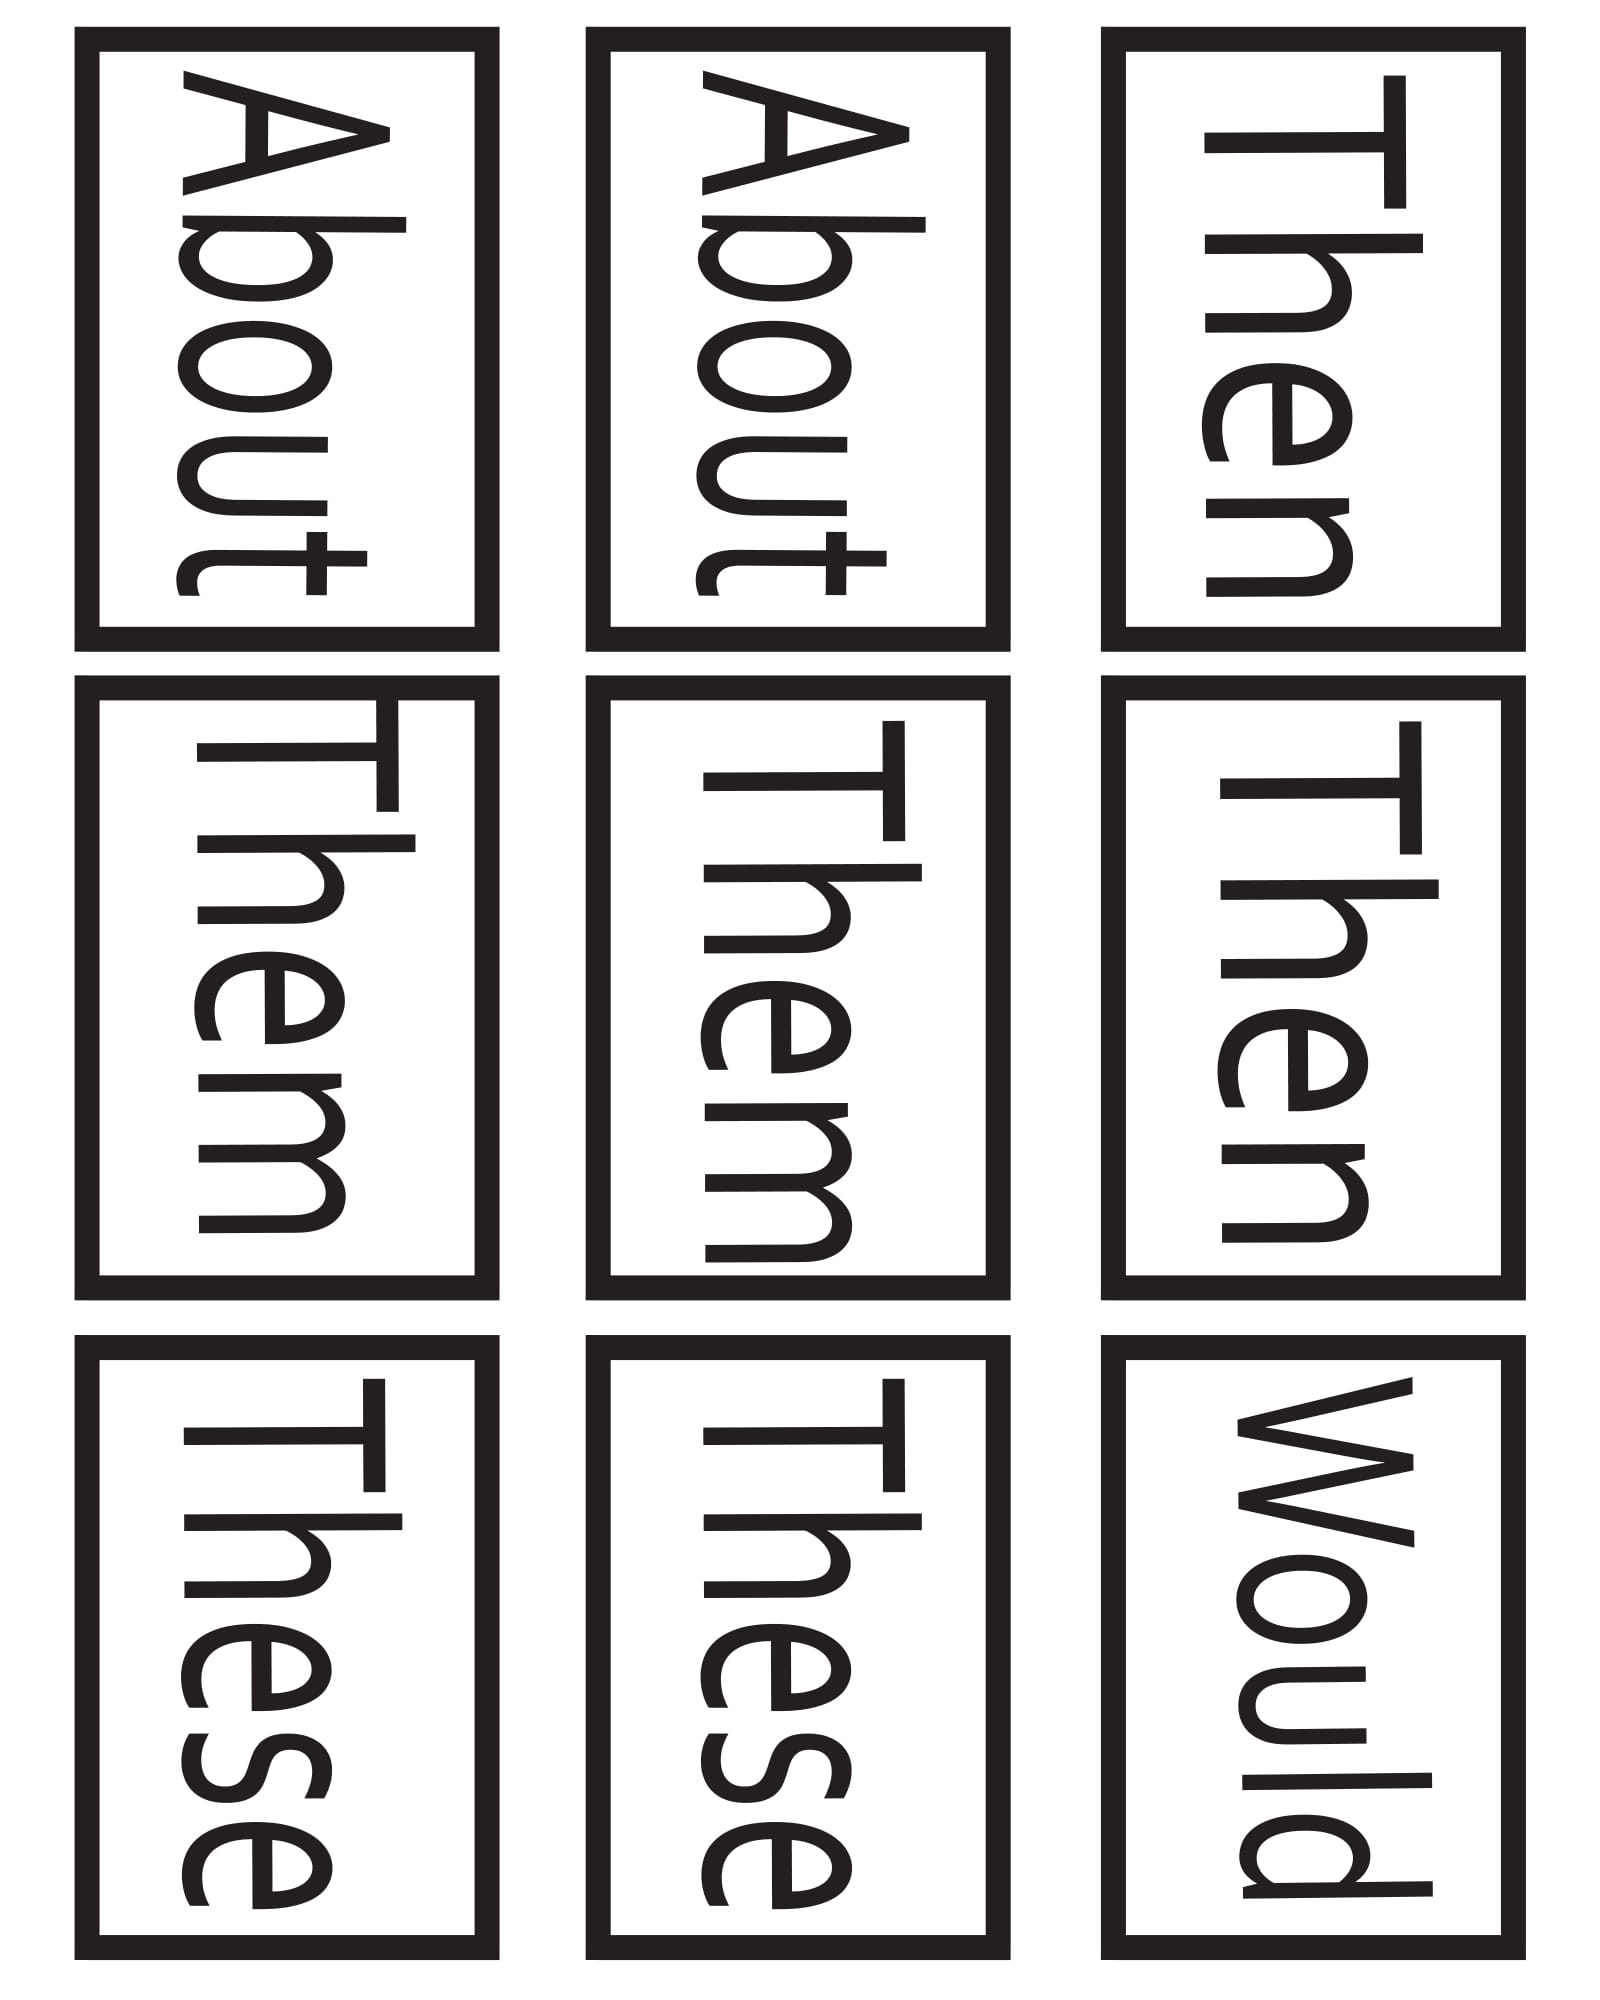 About
About
Then
Them
Them
Then
These
These
Would